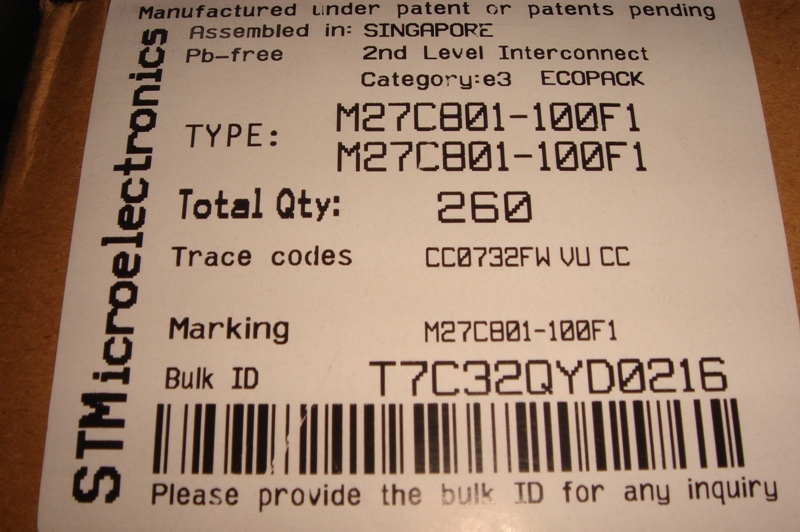 Manufactured under patent or patents pending
Assembled in: SINGAPORE
Pb-free 2nd Level Interconnect
Category:e3 ECOPACK
TYPE: M27C801-100F1
M27C801-100F1
Total Qty: 260
Trace codes CC0732FW VU CC
Marking M27C801-100F1
Bulk ID T7C32QYD0216
Please provide the bulk ID for any inquiry
STMicroelectronics